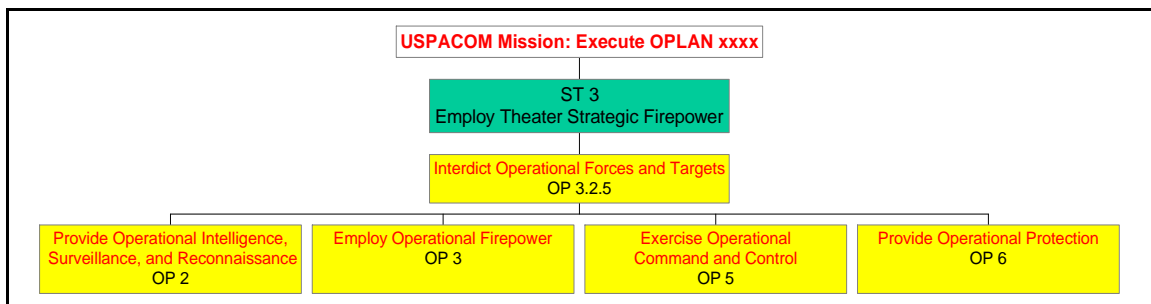 USPACOM Mission: Execute OPLAN xxxx
ST 3
Employ Theater Strategic Firepower
Interdict Operational Forces and Targets
OP 3.2.5
Provide Operational Intelligence,
Surveillance, and Reconnaissance
OP 2
Employ Operational Firepower
OP 3
Exercise Operational
Command and Control
OP 5
Provide Operational Protection
OP 6